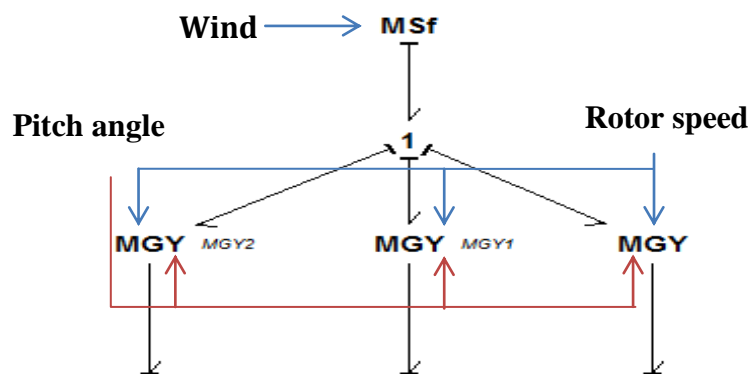 Wind
MSf
Pitch angle
1
Rotor speed
MGY MGY2
MGY MGY1
MGY